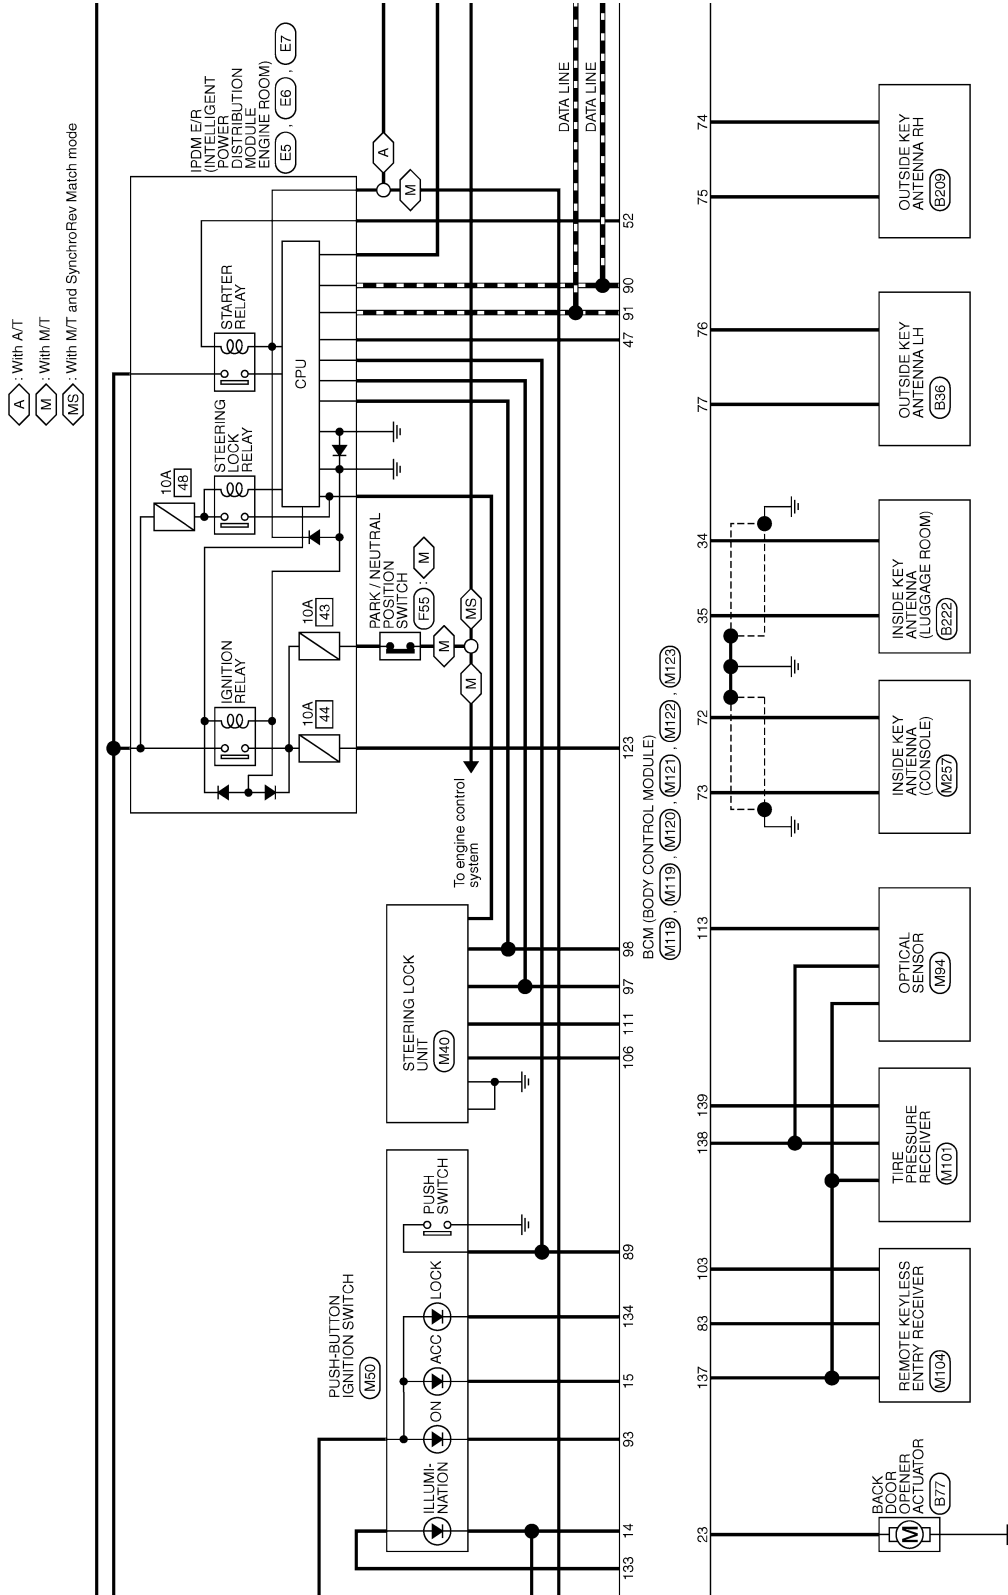 A : With A/T
M : With M/T
MS : With M/T and SynchroRev Match mode
IPDM E/R
(INTELLIGENT
POWER
DISTRIBUTION
MODULE
ENGINE ROOM)
E5 , E6 , E7
IGNITION
RELAY
10A
48
STEERING
LOCK
RELAY
STARTER
RELAY
10A
44
10A
43
CPU
A
M
PARK / NEUTRAL
POSITION
SWITCH
F55 : M
M
M
MS
To engine control
system
DATA LINE
DATA LINE
PUSH-BUTTON
IGNITION SWITCH
M50
ILLUMI-
NATION
ON
ACC
LOCK
PUSH
SWITCH
STEERING LOCK
UNIT
M40
133
14
93
15
134
89
106
111
97
98
123
47
91
90
52
BCM (BODY CONTROL MODULE)
M118 , M119 , M120 , M121 , M122 , M123
23
137
83
103
138
139
113
73
72
35
34
77
76
75
74
BACK
DOOR
OPENER
ACTUATOR
B77
M
REMOTE KEYLESS
ENTRY RECEIVER
M104
TIRE
PRESSURE
RECEIVER
M101
OPTICAL
SENSOR
M94
INSIDE KEY
ANTENNA
(CONSOLE)
M257
INSIDE KEY
ANTENNA
(LUGGAGE ROOM)
B222
OUTSIDE KEY
ANTENNA LH
B36
OUTSIDE KEY
ANTENNA RH
B209